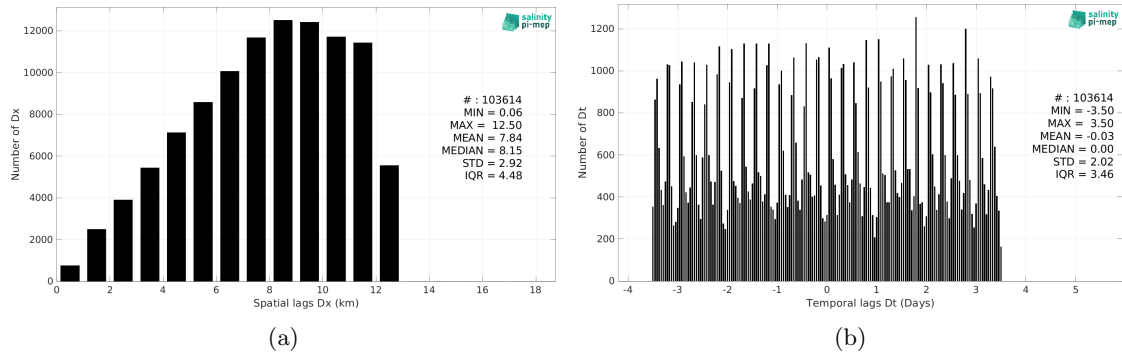 12000
10000
8000
6000
4000
2000
0
Number of Dx
0 2 4 6 8 10 12 14 16 18
Spatial lags Dx (km)
salinity
pi-mep
# : 103614
MIN = 0.06
MAX = 12.50
MEAN = 7.84
MEDIAN = 8.15
STD = 2.92
IQR = 4.48
(a)
1200
1000
800
600
400
200
0
Number of Dt
-4 -3 -2 -1 0 1 2 3 4 5
Temporal lags Dt (Days)
salinity
pi-mep
# : 103614
MIN = -3.50
MAX = 3.50
MEAN = -0.03
MEDIAN = 0.00
STD = 2.02
IQR = 3.46
(b)